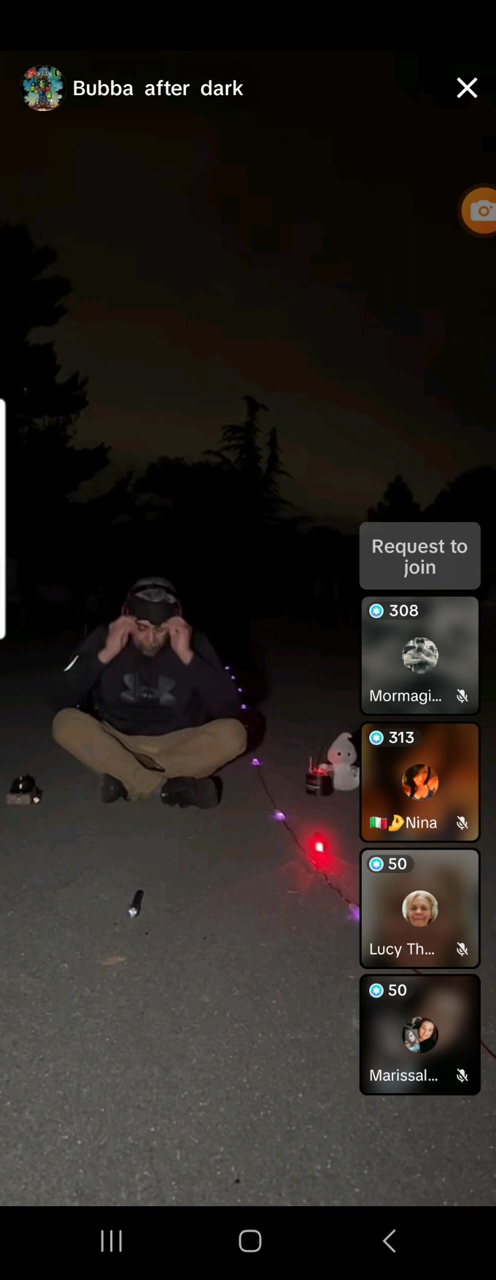 Bubba after dark
Request to
join
308
Mormagi...
313
🇮🇹🤌Nina
50
Lucy Th...
50
Marissal...